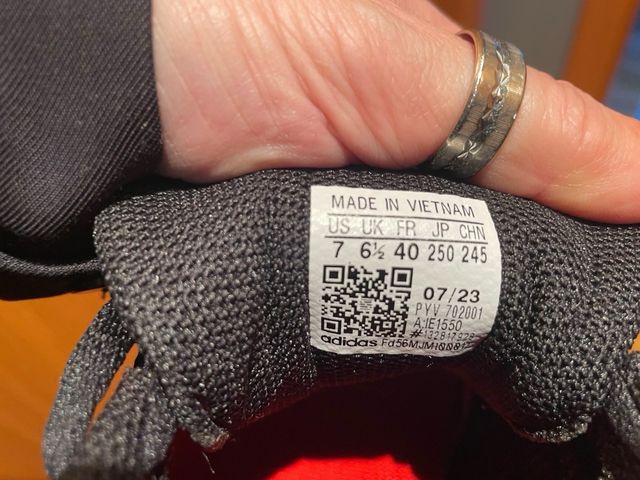 MADE IN VIETNAM
US UK FR JP CHN
7 6½ 40 250 245
07/23
PYV 702001
A:IE1550
adidas